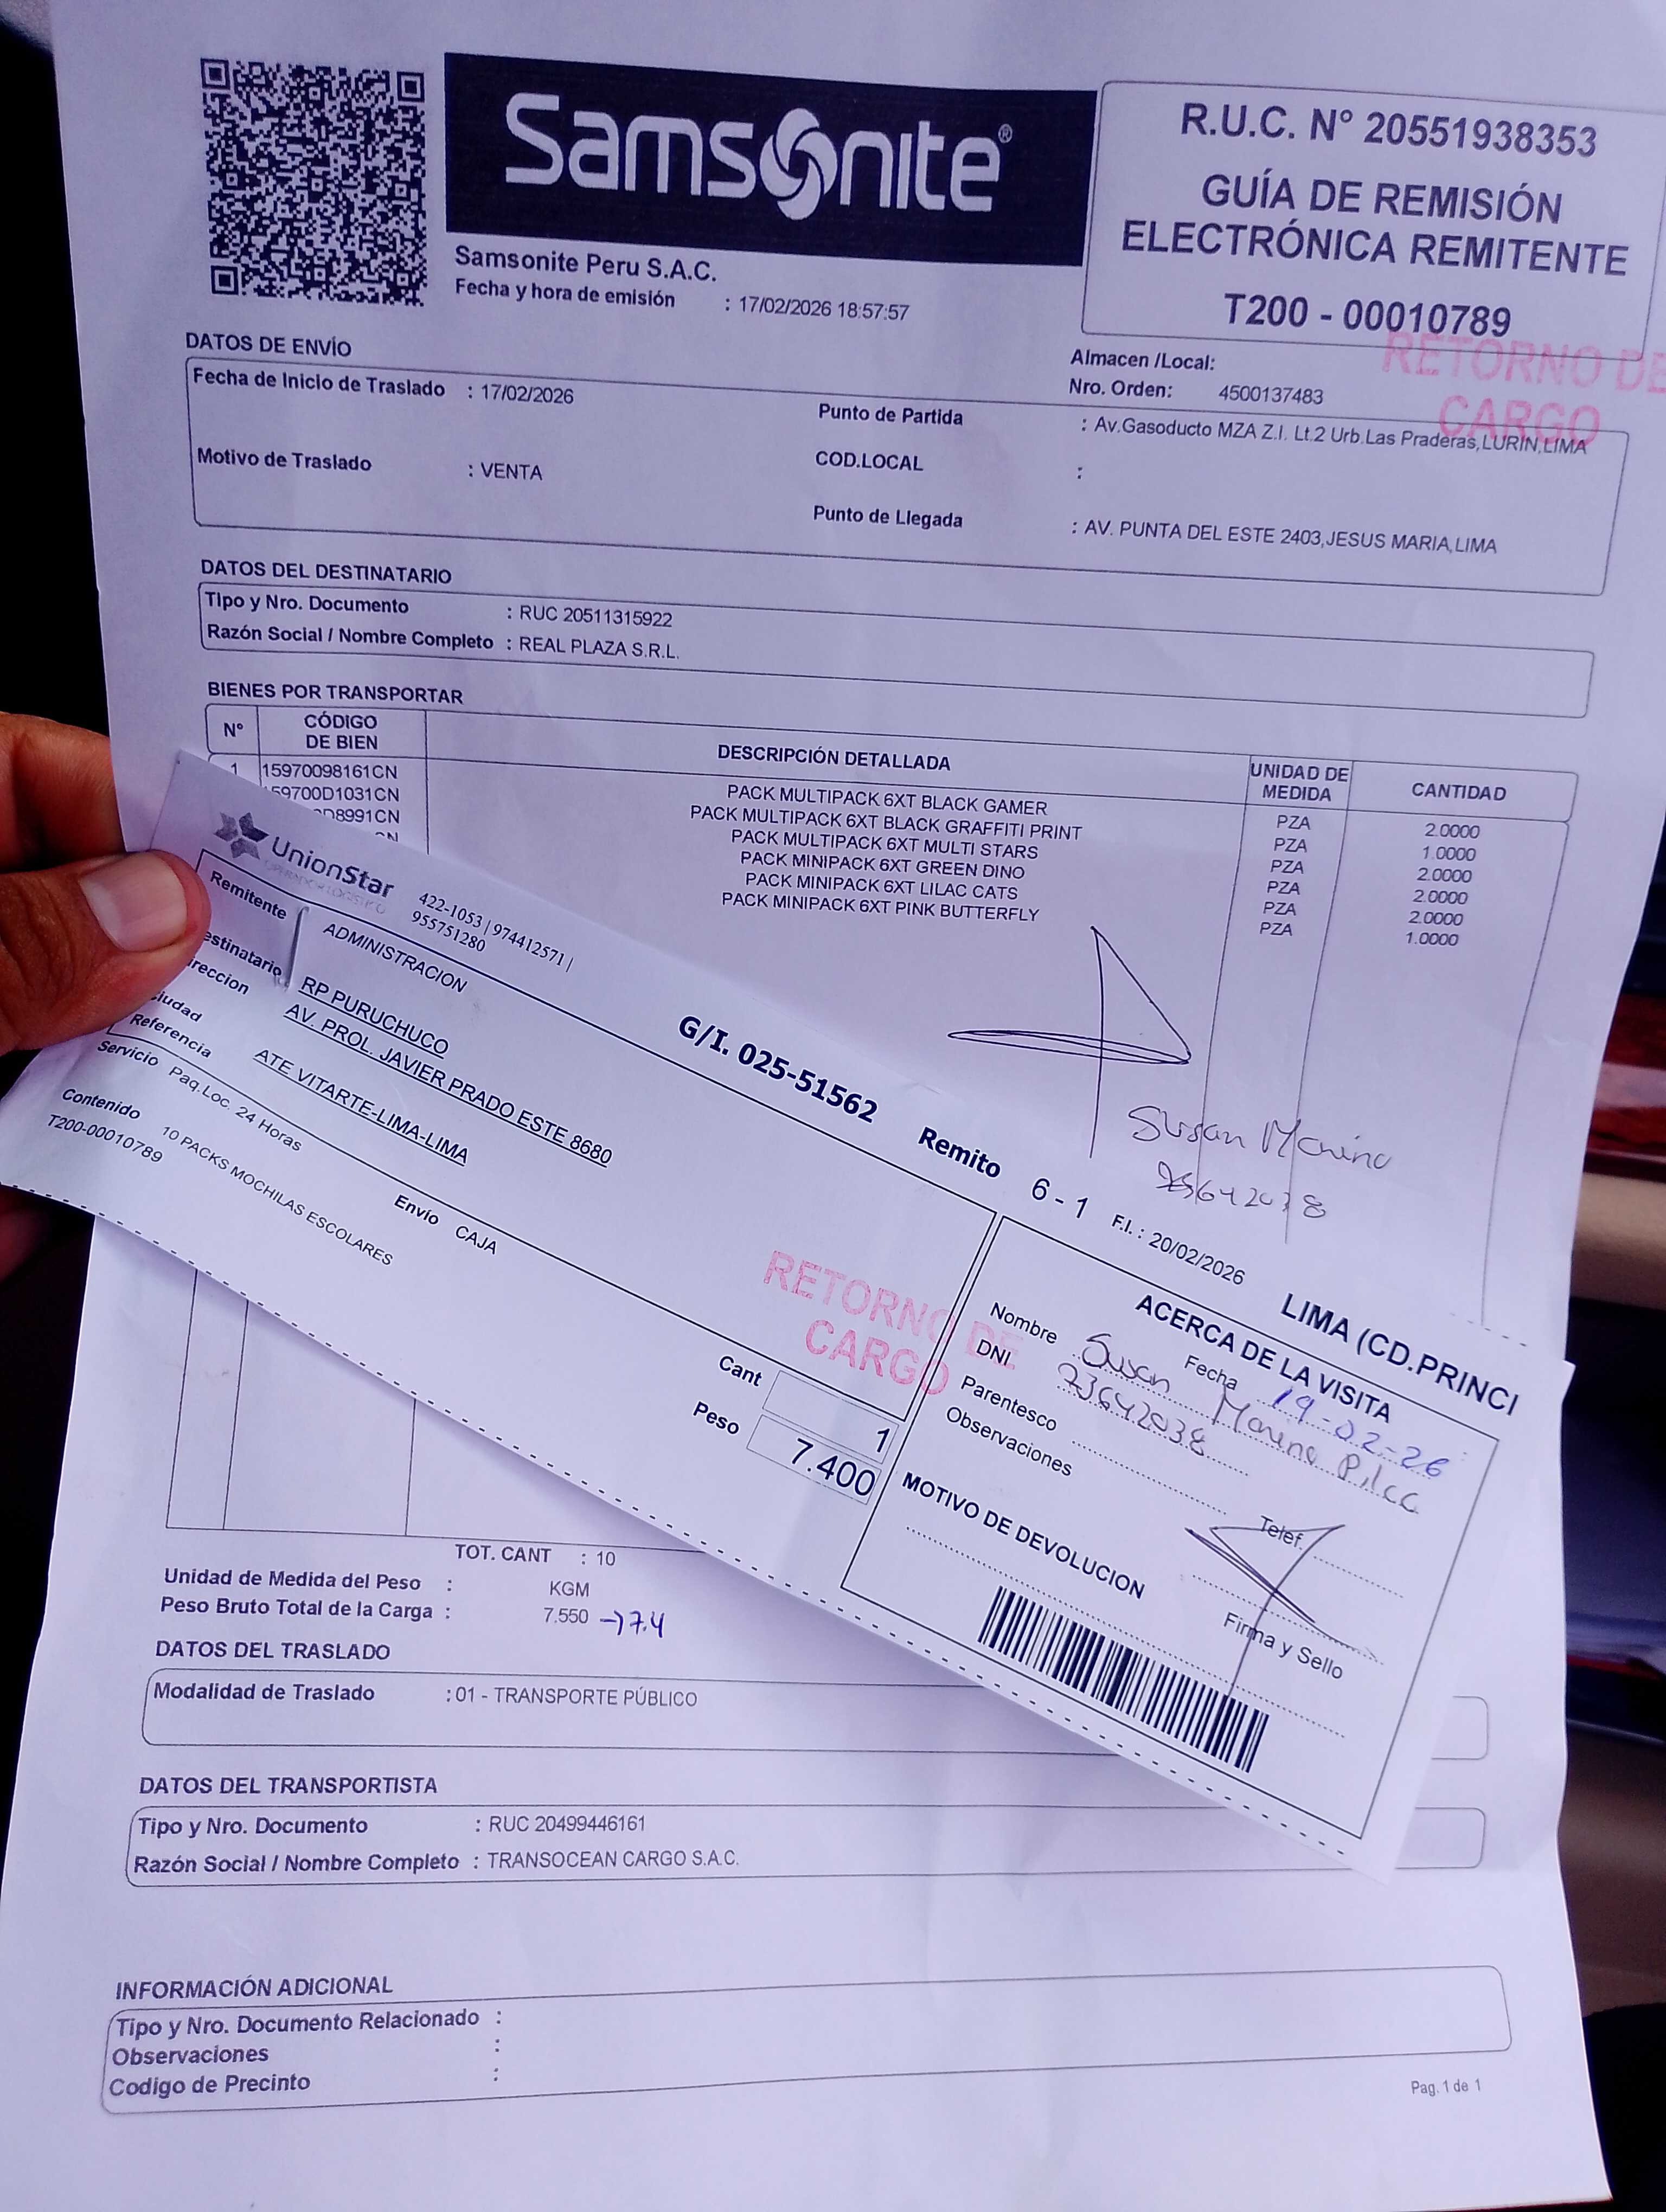 Samsonite®
R.U.C. N° 20551938353
GUÍA DE REMISIÓN
ELECTRÓNICA REMITENTE
T200 - 00010789
Samsonite Peru S.A.C.
Fecha y hora de emisión : 17/02/2026 18:57:57
RETORNO DE
CARGO
DATOS DE ENVÍO
Almacen /Local:
Nro. Orden: 4500137483
Fecha de Inicio de Traslado : 17/02/2026
Punto de Partida : Av.Gasoducto MZA Z.I. Lt.2 Urb.Las Praderas,LURIN,LIMA
Motivo de Traslado : VENTA
COD.LOCAL :
Punto de Llegada : AV. PUNTA DEL ESTE 2403,JESUS MARIA,LIMA
DATOS DEL DESTINATARIO
Tipo y Nro. Documento : RUC 20511315922
Razón Social / Nombre Completo : REAL PLAZA S.R.L.
BIENES POR TRANSPORTAR
N° CÓDIGO DE BIEN DESCRIPCIÓN DETALLADA UNIDAD DE MEDIDA CANTIDAD
1 15970098161CN PACK MULTIPACK 6XT BLACK GAMER PZA 2.0000
59700D1031CN PACK MULTIPACK 6XT BLACK GRAFFITI PRINT PZA 1.0000
D8991CN PACK MULTIPACK 6XT MULTI STARS PZA 2.0000
PACK MINIPACK 6XT GREEN DINO PZA 2.0000
PACK MINIPACK 6XT LILAC CATS PZA 2.0000
PACK MINIPACK 6XT PINK BUTTERFLY PZA 1.0000
Susan Marino
UnionStar
OPERADOR LOGISTICO
422-1053 | 974412571 |
955751280
G/I. 025-51562 Remito 6 - 1 F.I. : 20/02/2026 LIMA (CD.PRINCI
Remitente ADMINISTRACION
estinatario RP PURUCHUCO
ireccion AV. PROL. JAVIER PRADO ESTE 8680
iudad ATE VITARTE-LIMA-LIMA
Referencia
Servicio Paq.Loc. 24 Horas Envío CAJA
Contenido 10 PACKS MOCHILAS ESCOLARES
T200-00010789
RETORNO DE
CARGO
Cant 1
Peso 7.400
ACERCA DE LA VISITA
Fecha 19-02-26
Nombre Susan Marino Pilco
DNI 73642038
Parentesco
Telef.
Observaciones
MOTIVO DE DEVOLUCION
Firma y Sello
TOT. CANT : 10
Unidad de Medida del Peso : KGM
Peso Bruto Total de la Carga : 7.550 → 7.4
DATOS DEL TRASLADO
Modalidad de Traslado : 01 - TRANSPORTE PÚBLICO
DATOS DEL TRANSPORTISTA
Tipo y Nro. Documento : RUC 20499446161
Razón Social / Nombre Completo : TRANSOCEAN CARGO S.A.C.
INFORMACIÓN ADICIONAL
Tipo y Nro. Documento Relacionado :
Observaciones :
Codigo de Precinto :
Pag. 1 de 1